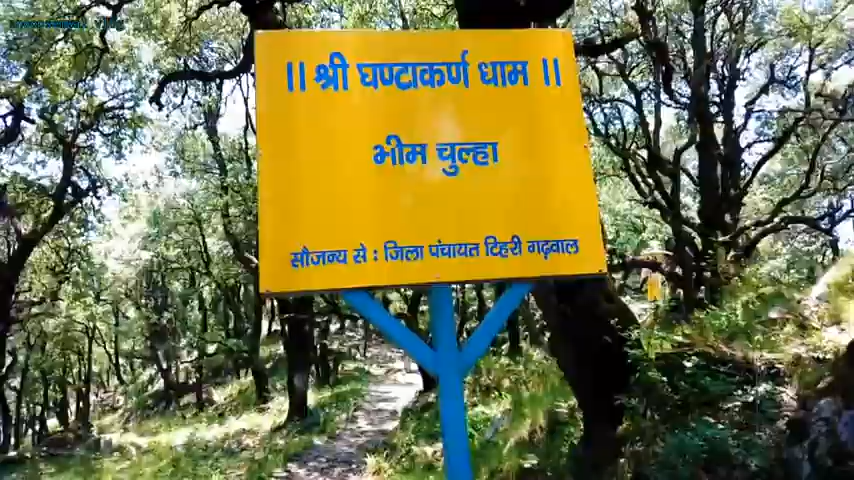 || श्री घण्टाकर्ण धाम ||
भीम चुल्हा
सौजन्य से : जिला पंचायत टिहरी गढ़वाल